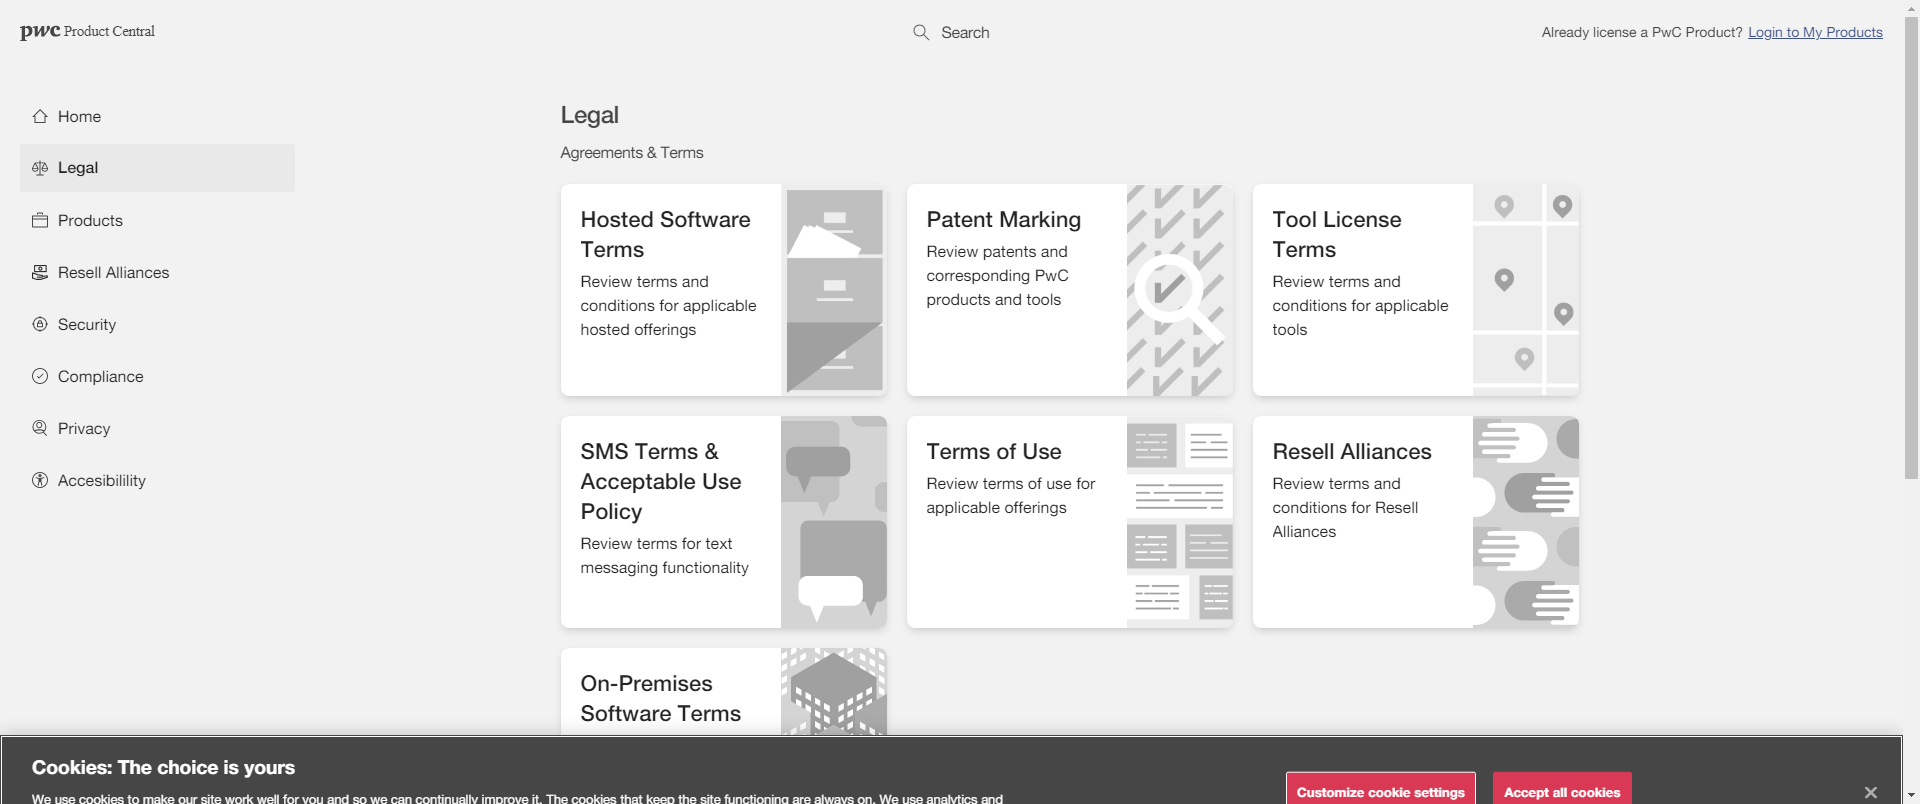 pwc Product Central
Search
Already license a PwC Product? Login to My Products
Home
Legal
Products
Resell Alliances
Security
Compliance
Privacy
Accesibilility
Legal
Agreements & Terms
Hosted Software
Terms
Review terms and
conditions for applicable
hosted offerings
Patent Marking
Review patents and
corresponding PwC
products and tools
Tool License
Terms
Review terms and
conditions for applicable
tools
SMS Terms &
Acceptable Use
Policy
Review terms for text
messaging functionality
Terms of Use
Review terms of use for
applicable offerings
Resell Alliances
Review terms and
conditions for Resell
Alliances
On-Premises
Software Terms
Cookies: The choice is yours
We use cookies to make our site work well for you and so we can continually improve it. The cookies that keep the site functioning are always on. We use analytics and
Customize cookie settings
Accept all cookies